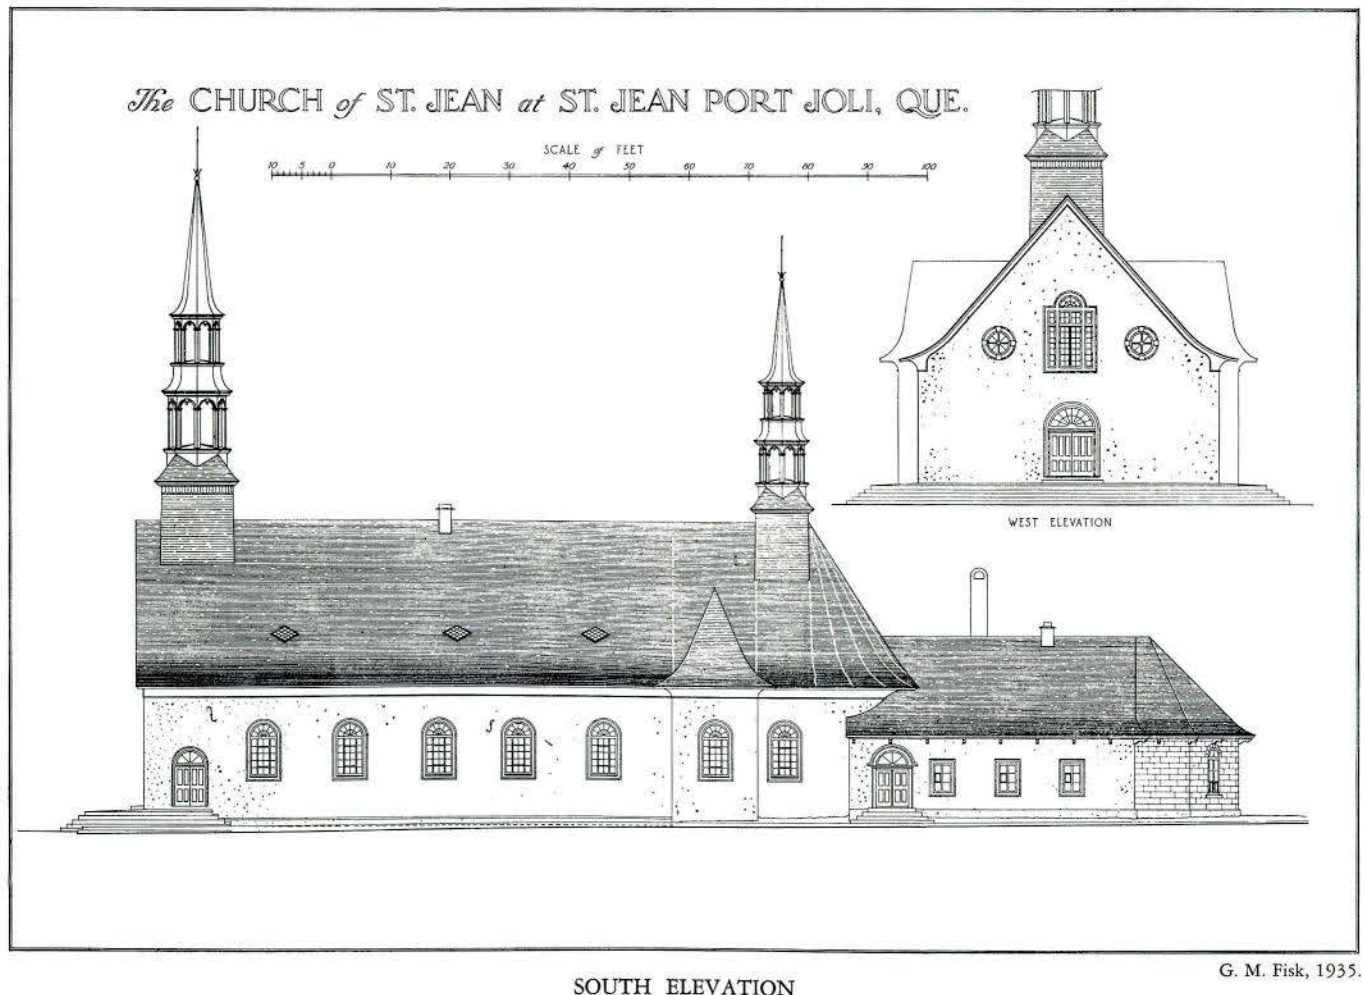 The CHURCH of ST. JEAN at ST. JEAN PORT JOLI, QUE.
SCALE of FEET
10 5 0 10 20 30 40 50 60 70 80 90 100
WEST ELEVATION
G. M. Fisk, 1935.
SOUTH ELEVATION